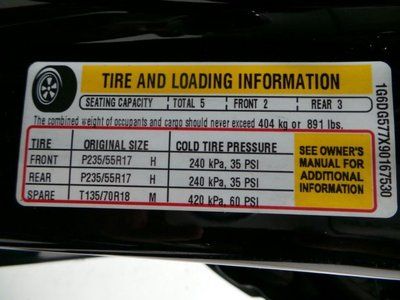 TIRE AND LOADING INFORMATION
SEATING CAPACITY TOTAL 5 FRONT 2 REAR 3
The combined weight of occupants and cargo should never exceed 404 kg or 891 lbs.
TIRE ORIGINAL SIZE COLD TIRE PRESSURE
FRONT P235/55R17 H 240 kPa, 35 PSI
REAR P235/55R17 H 240 kPa, 35 PSI
SPARE T135/70R18 M 420 kPa, 60 PSI
SEE OWNER'S
MANUAL FOR
ADDITIONAL
INFORMATION
1G6DG577X80167530